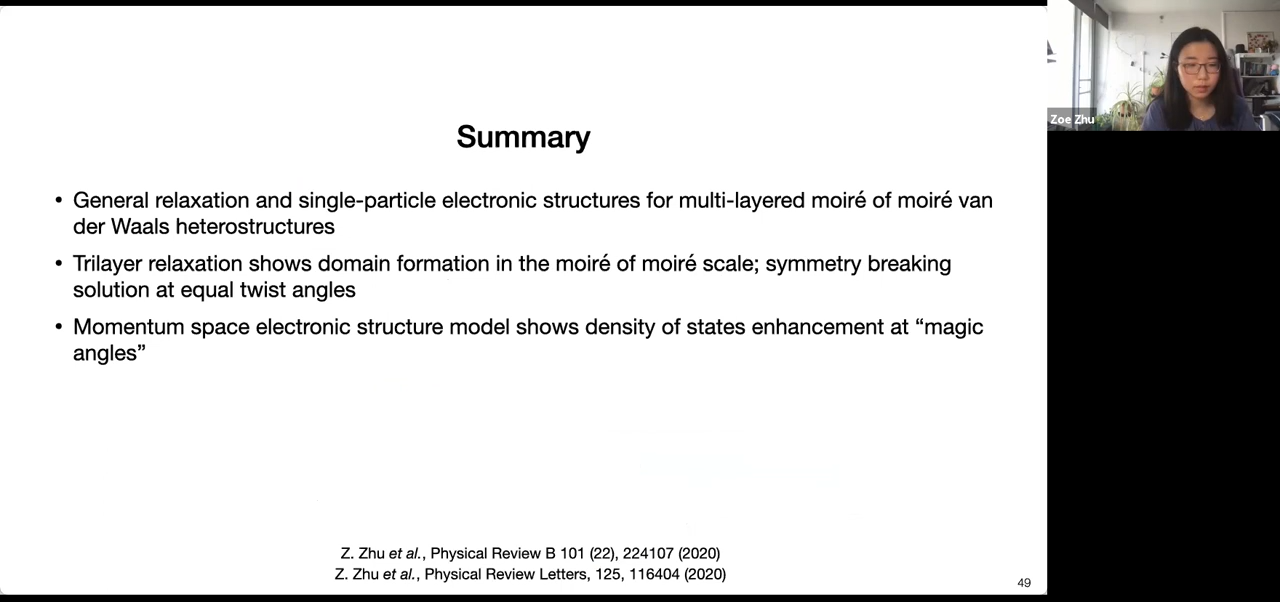 Summary
• General relaxation and single-particle electronic structures for multi-layered moiré of moiré van
der Waals heterostructures
• Trilayer relaxation shows domain formation in the moiré of moiré scale; symmetry breaking
solution at equal twist angles
• Momentum space electronic structure model shows density of states enhancement at “magic
angles”
Z. Zhu et al., Physical Review B 101 (22), 224107 (2020)
Z. Zhu et al., Physical Review Letters, 125, 116404 (2020)
49
Zoe Zhu